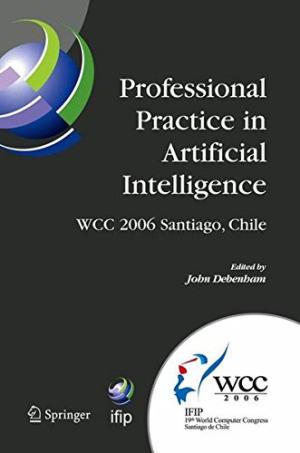 Professional
Practice in
Artificial
Intelligence
WCC 2006 Santiago, Chile
Edited by
John Debenham
WCC
2006
IFIP
19th World Computer Congress
Santiago de Chile
Springer
ifip